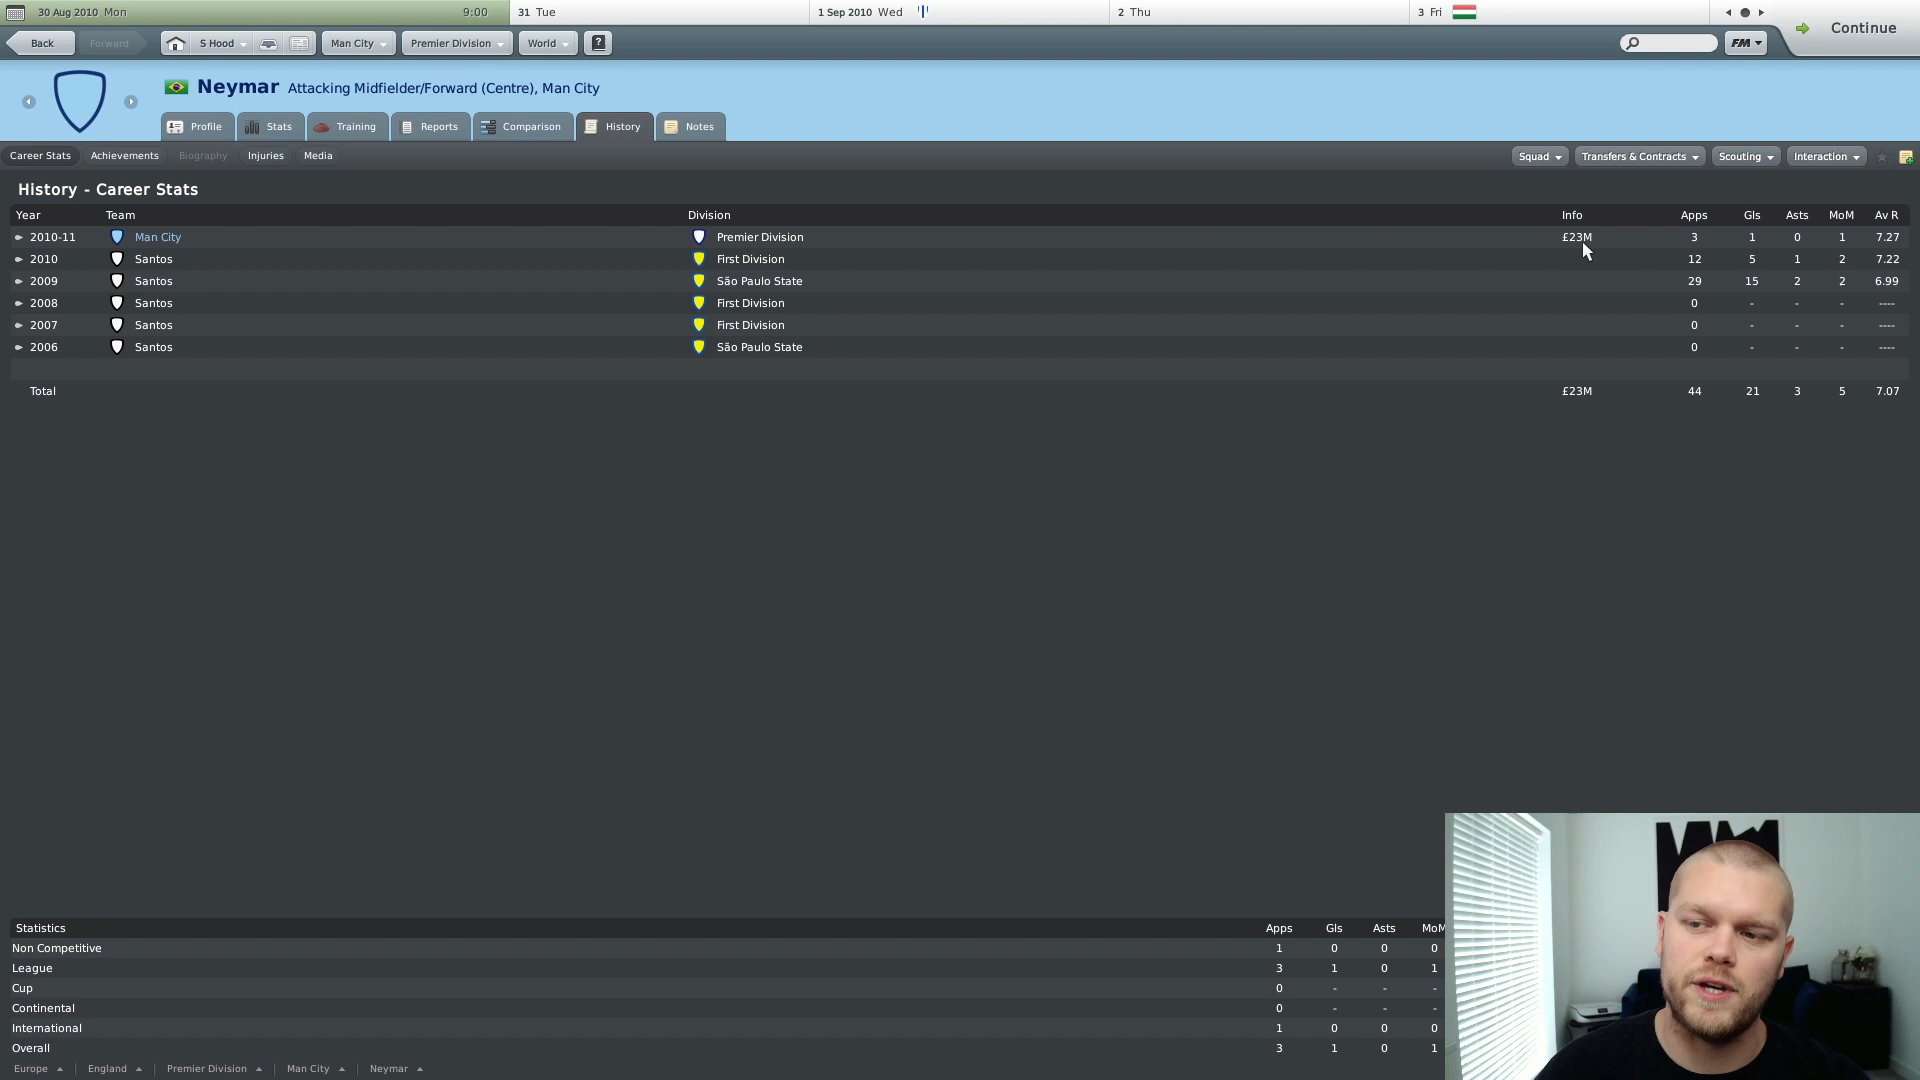 30 Aug 2010 Mon 9:00 31 Tue 1 Sep 2010 Wed 2 Thu 3 Fri Continue
Back Forward S Hood Man City Premier Division World ? FM
Neymar Attacking Midfielder/Forward (Centre), Man City
Profile Stats Training Reports Comparison History Notes
Career Stats Achievements Biography Injuries Media Squad Transfers & Contracts Scouting Interaction
History - Career Stats
Year Team Division Info Apps Gls Asts MoM Av R
2010-11 Man City Premier Division £23M 3 1 0 1 7.27
2010 Santos First Division 12 5 1 2 7.22
2009 Santos São Paulo State 29 15 2 2 6.99
2008 Santos First Division 0 - - - ----
2007 Santos First Division 0 - - - ----
2006 Santos São Paulo State 0 - - - ----
Total £23M 44 21 3 5 7.07
Statistics Apps Gls Asts MoM
Non Competitive 1 0 0 0
League 3 1 0 1
Cup 0 - - -
Continental 0 - - -
International 1 0 0 0
Overall 3 1 0 1
Europe England Premier Division Man City Neymar